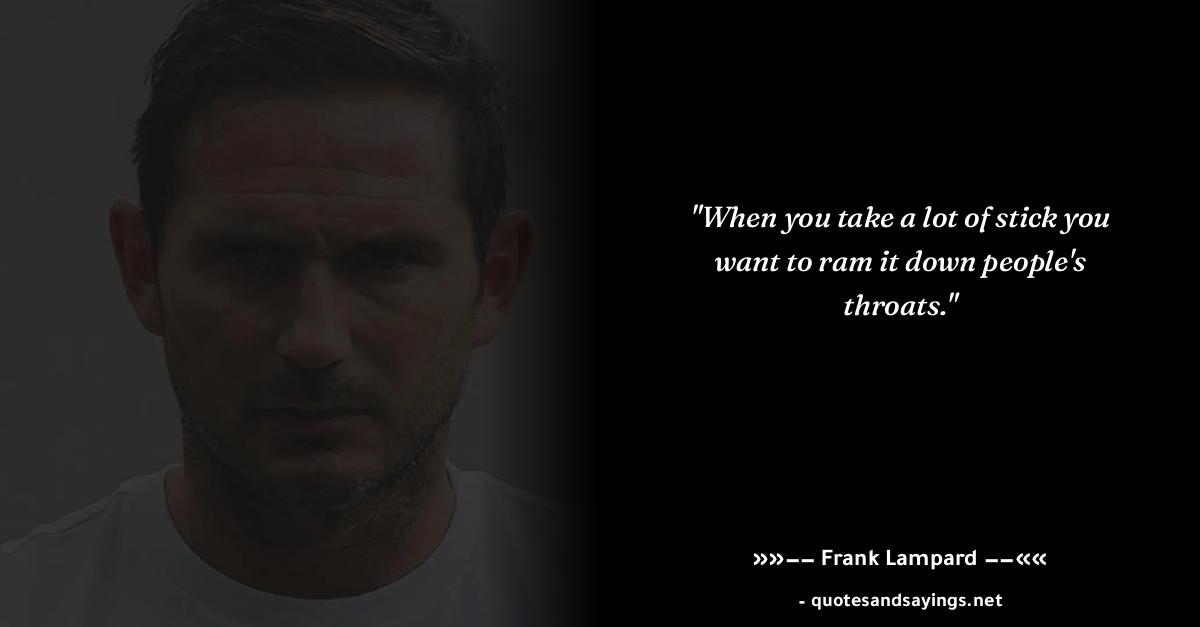 "When you take a lot of stick you
want to ram it down people's
throats."
»»−− Frank Lampard −−««
- quotesandsayings.net